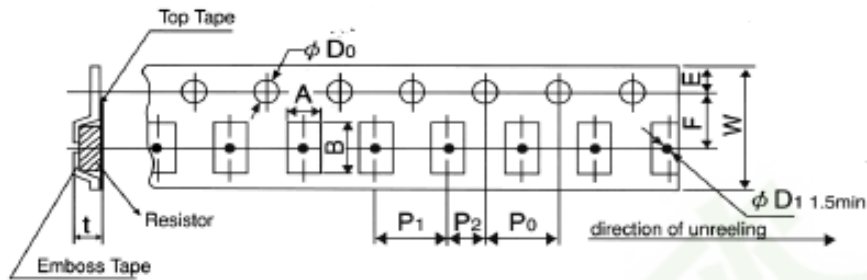 Top Tape
φ D0
A
E
F
W
B
φ D1 1.5min
P1 P2 P0
direction of unreeling
t
Resistor
Emboss Tape